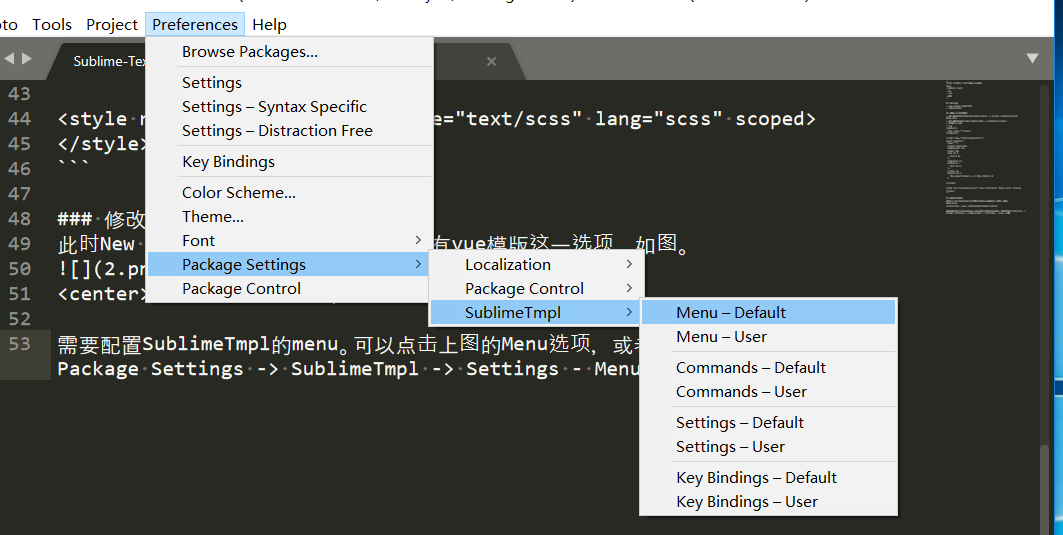 Tools Project Preferences Help
Browse Packages...
Settings
Settings – Syntax Specific
Settings – Distraction Free
Key Bindings
Color Scheme...
Theme...
Font
Package Settings
Package Control
Localization
Package Control
SublimeTmpl
Menu – Default
Menu – User
Commands – Default
Commands – User
Settings – Default
Settings – User
Key Bindings – Default
Key Bindings – User
Sublime-Te
43
44 <style e="text/scss" lang="scss" scoped>
45 </style>
46 ```
47
48 ### 修改
49 此时New 有vue模版这一选项，如图。
50 ![](2.pn
51 <center>
52
53 需要配置SublimeTmpl的menu。可以点击上图的Menu选项，或
Package Settings -> SublimeTmpl -> Settings - Menu